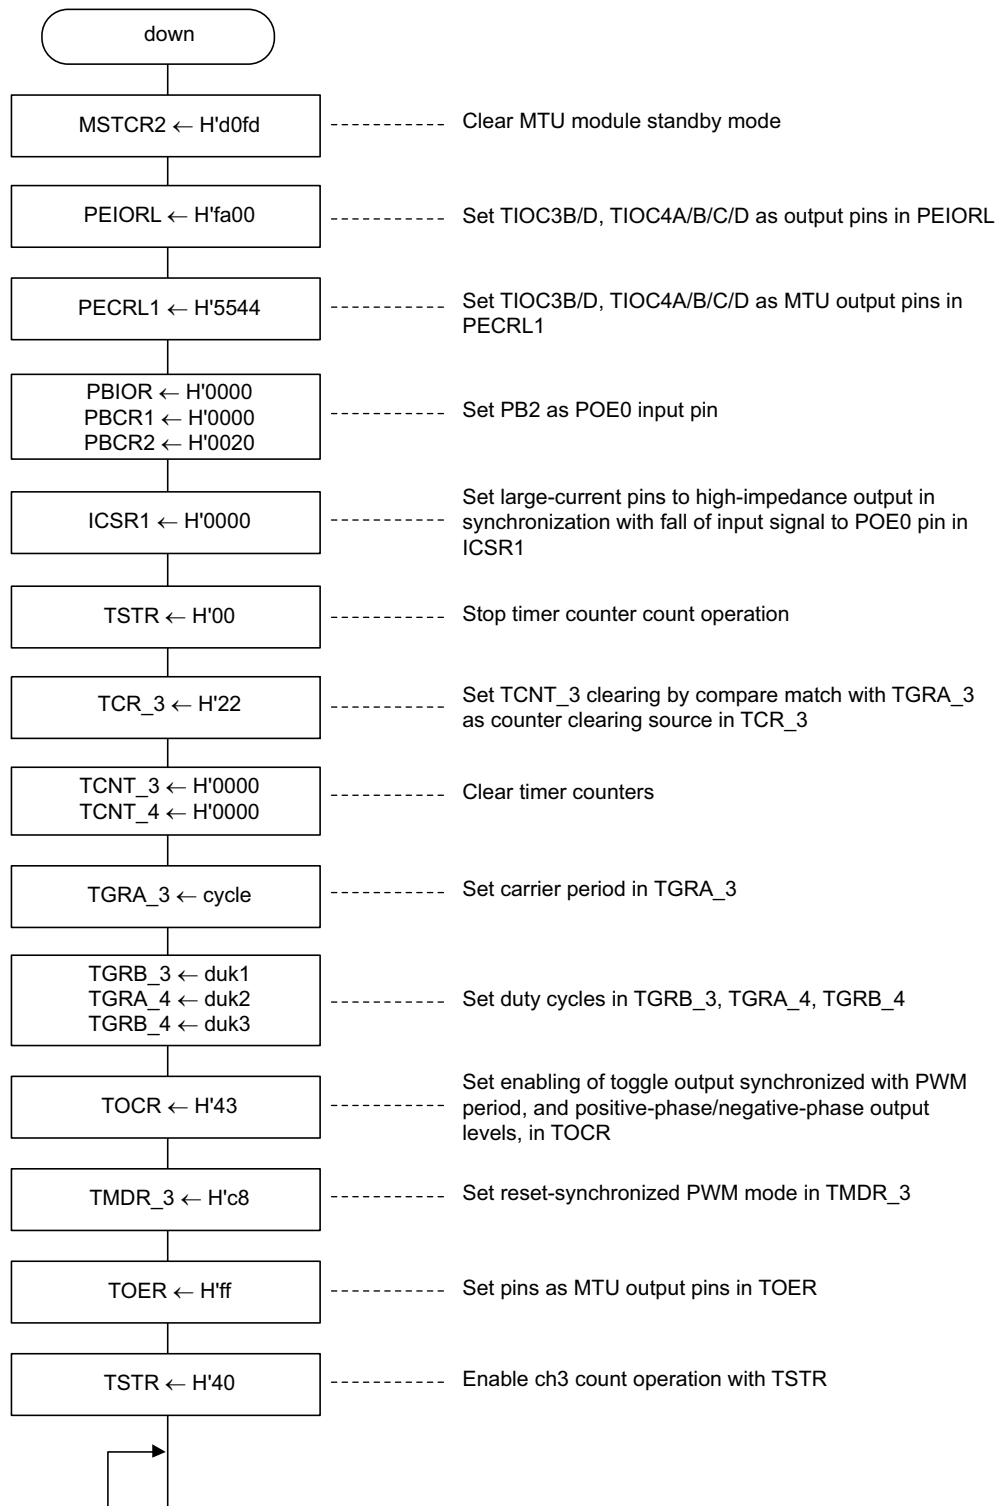 down
MSTCR2 ← H'd0fd
Clear MTU module standby mode
PEIORL ← H'fa00
Set TIOC3B/D, TIOC4A/B/C/D as output pins in PEIORL
PECRL1 ← H'5544
Set TIOC3B/D, TIOC4A/B/C/D as MTU output pins in
PECRL1
PBIOR ← H'0000
PBCR1 ← H'0000
PBCR2 ← H'0020
Set PB2 as POE0 input pin
ICSR1 ← H'0000
Set large-current pins to high-impedance output in
synchronization with fall of input signal to POE0 pin in
ICSR1
TSTR ← H'00
Stop timer counter count operation
TCR_3 ← H'22
Set TCNT_3 clearing by compare match with TGRA_3
as counter clearing source in TCR_3
TCNT_3 ← H'0000
TCNT_4 ← H'0000
Clear timer counters
TGRA_3 ← cycle
Set carrier period in TGRA_3
TGRB_3 ← duk1
TGRA_4 ← duk2
TGRB_4 ← duk3
Set duty cycles in TGRB_3, TGRA_4, TGRB_4
TOCR ← H'43
Set enabling of toggle output synchronized with PWM
period, and positive-phase/negative-phase output
levels, in TOCR
TMDR_3 ← H'c8
Set reset-synchronized PWM mode in TMDR_3
TOER ← H'ff
Set pins as MTU output pins in TOER
TSTR ← H'40
Enable ch3 count operation with TSTR